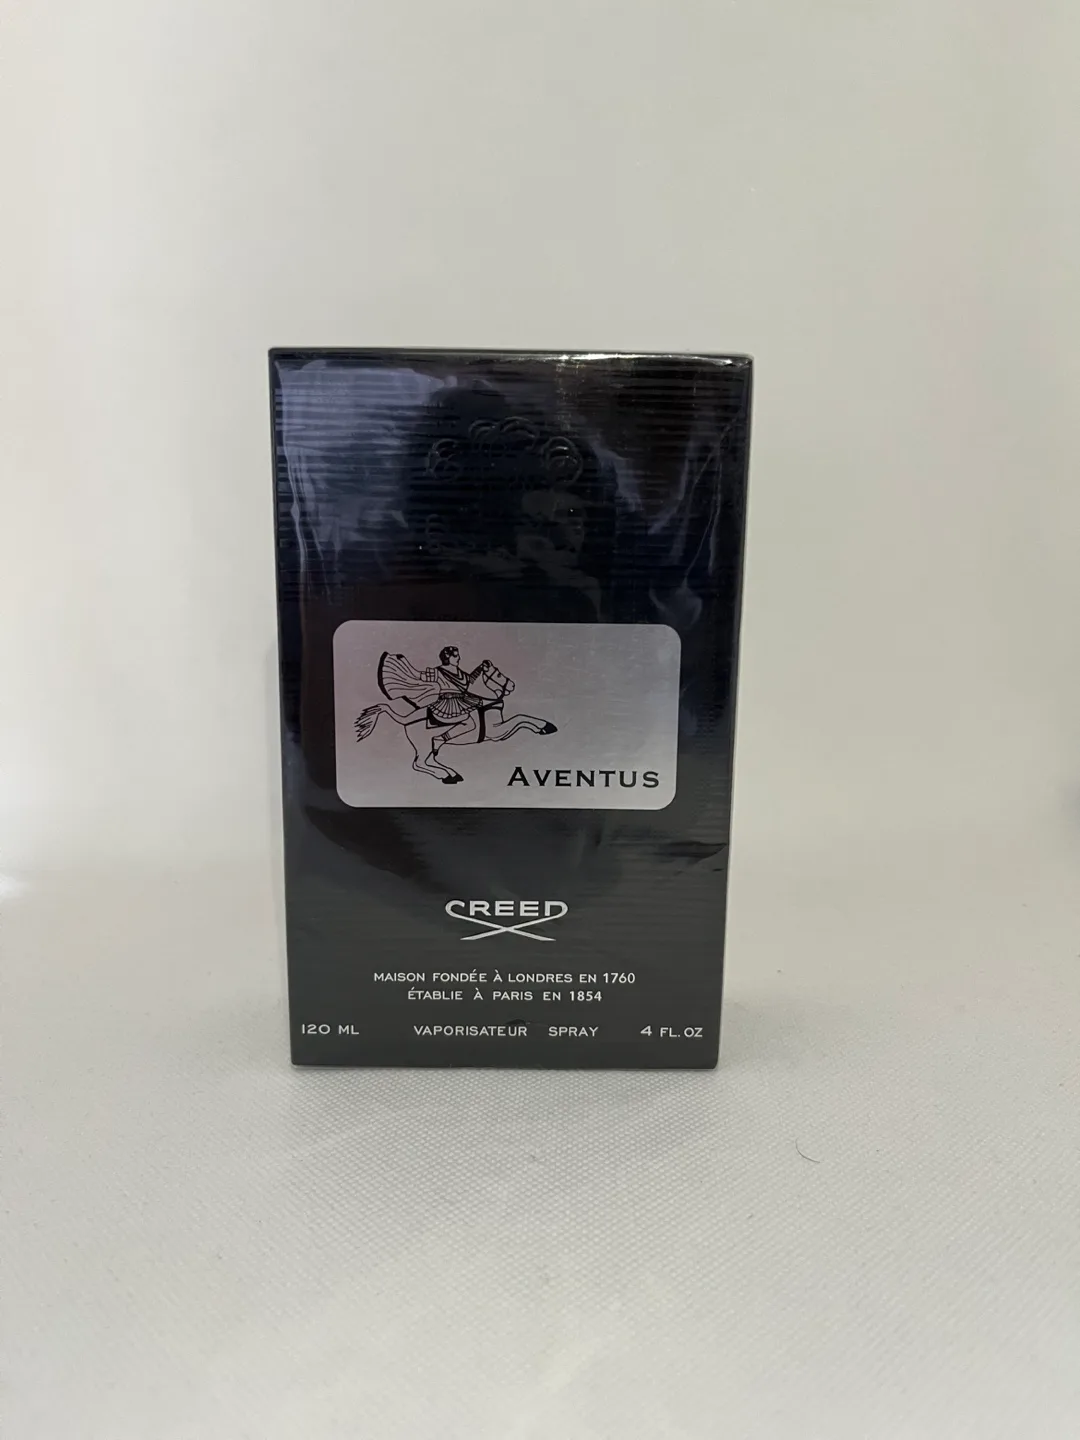 AVENTUS
CREED
MAISON FONDÉE À LONDRES EN 1760
ÉTABLIE À PARIS EN 1854
120 ML VAPORISATEUR SPRAY 4 FL. OZ